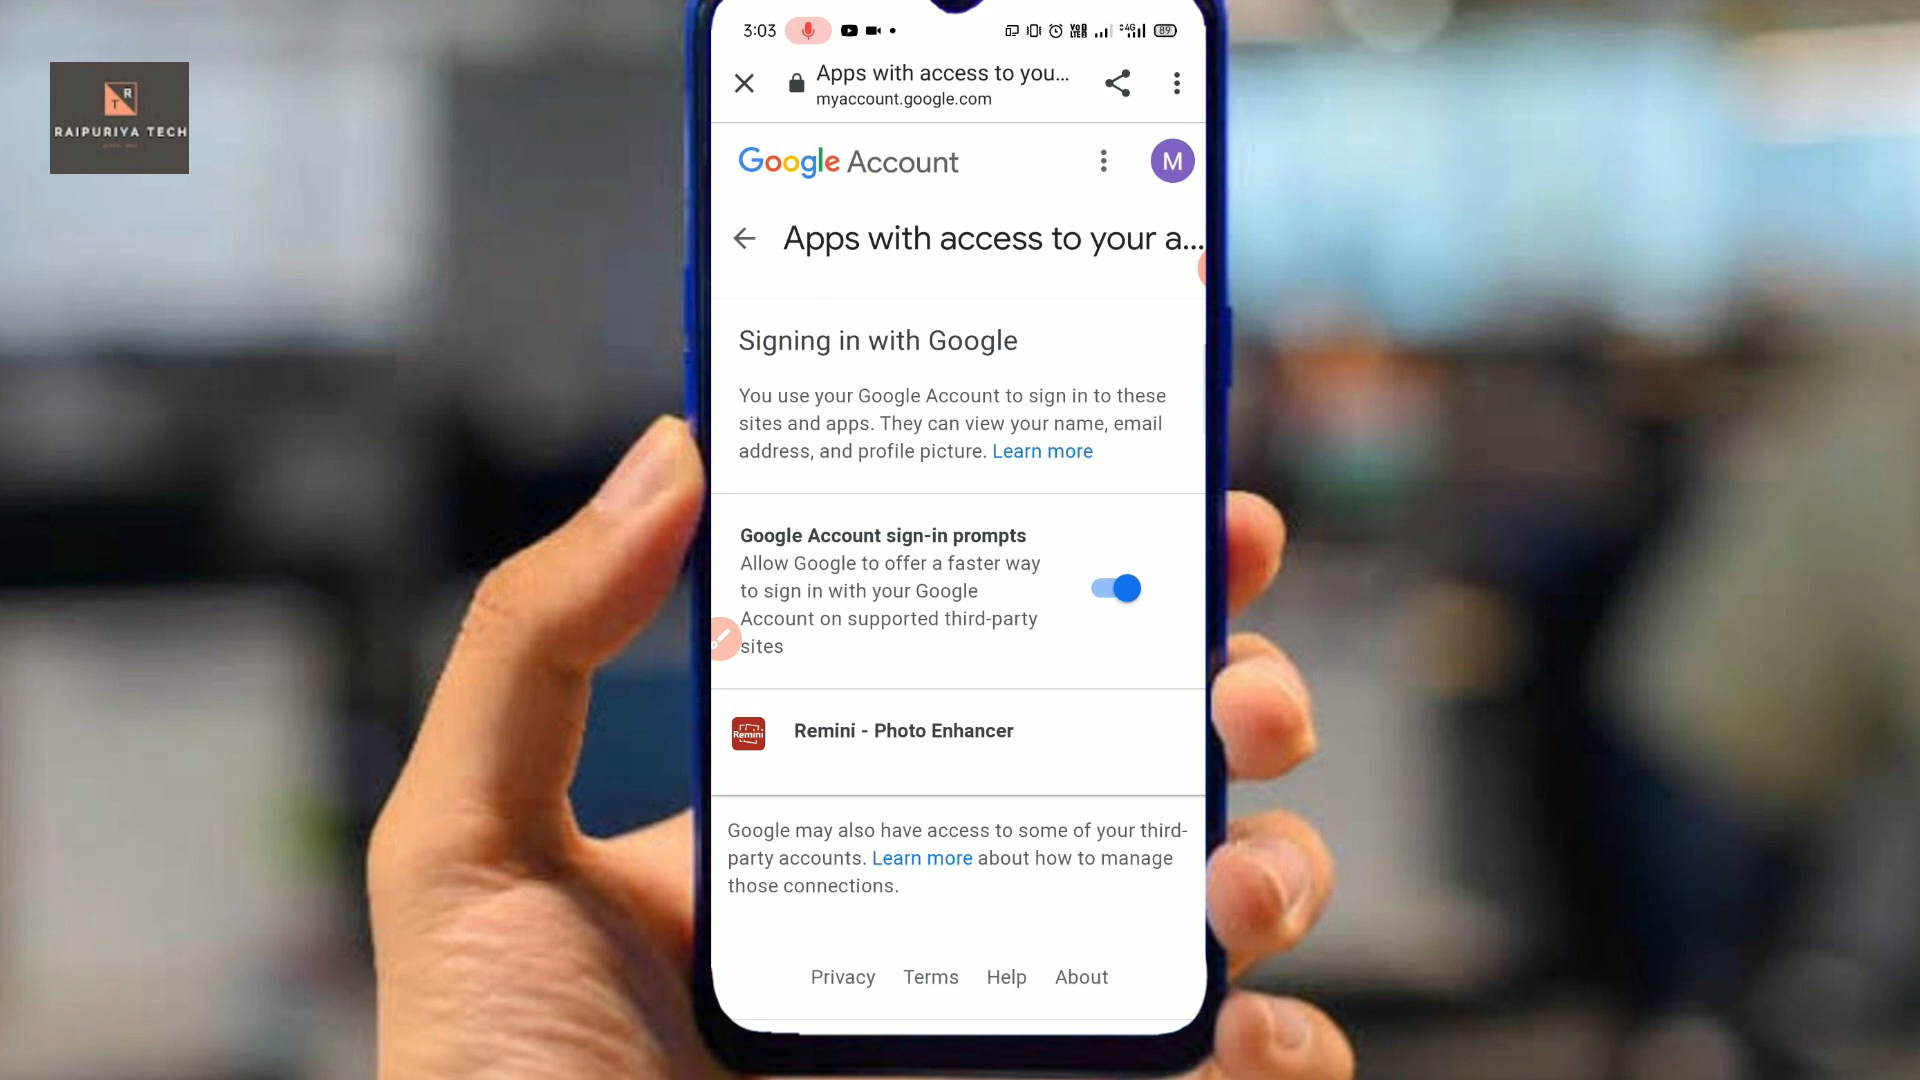 3:03
VoD LTE
4G
89
Apps with access to you...
myaccount.google.com
T R
RAIPURIYA TECH
Google Account
M
Apps with access to your a...
Signing in with Google
You use your Google Account to sign in to these
sites and apps. They can view your name, email
address, and profile picture. Learn more
Google Account sign-in prompts
Allow Google to offer a faster way
to sign in with your Google
Account on supported third-party
sites
Remini
Remini - Photo Enhancer
Google may also have access to some of your third-
party accounts. Learn more about how to manage
those connections.
Privacy Terms Help About